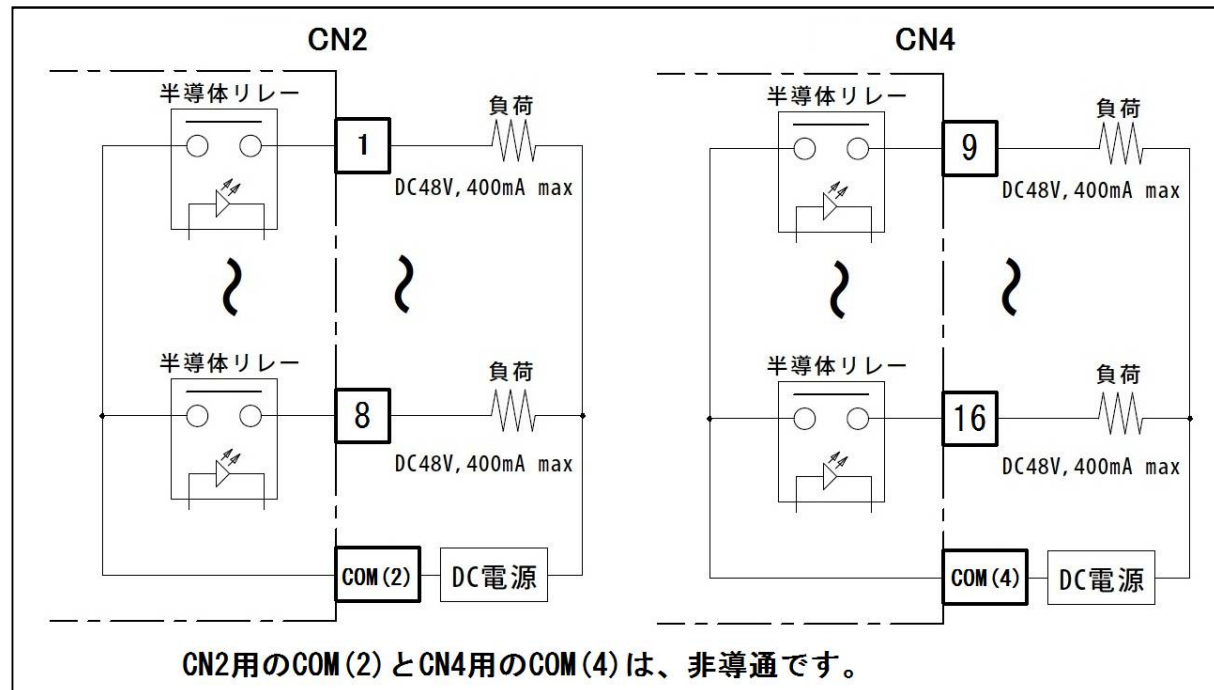 CN2
半導体リレー
1
負荷
DC48V,400mA max
半導体リレー
8
負荷
DC48V,400mA max
COM(2)
DC電源
CN4
半導体リレー
9
負荷
DC48V,400mA max
半導体リレー
16
負荷
DC48V,400mA max
COM(4)
DC電源
CN2用のCOM(2)とCN4用のCOM(4)は、非導通です。